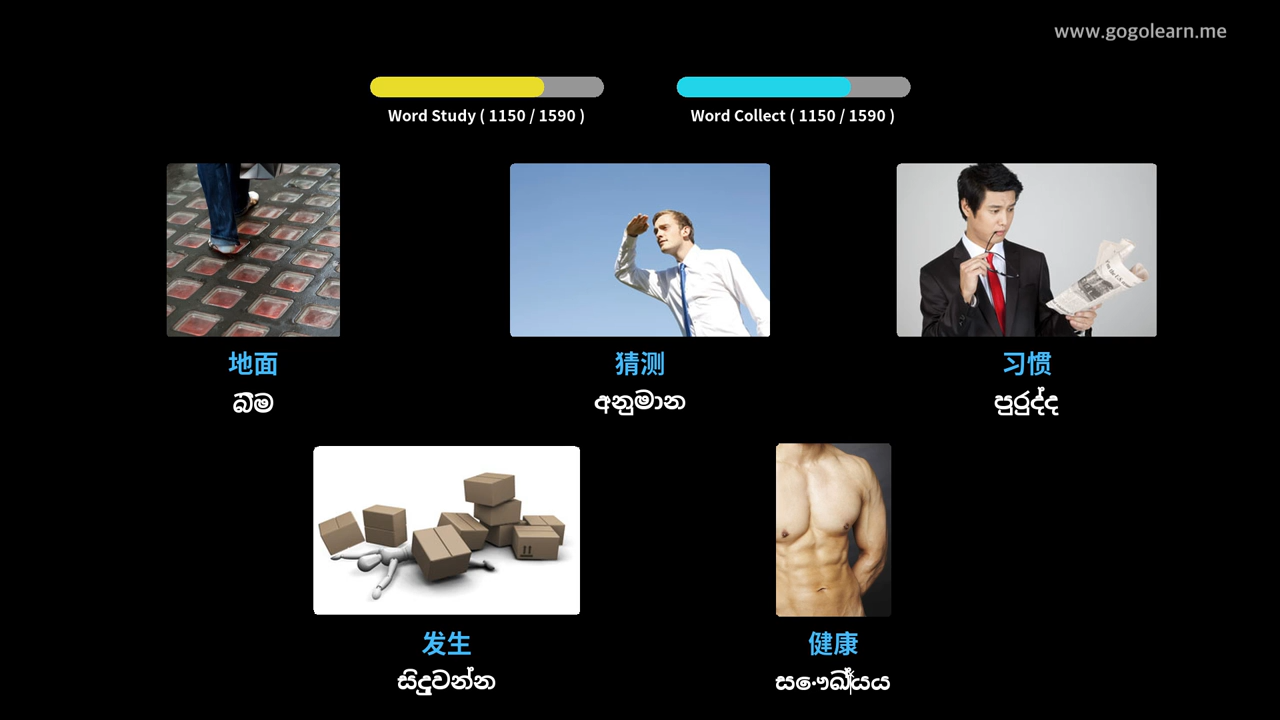 www.gogolearn.me
Word Study ( 1150 / 1590 )
Word Collect ( 1150 / 1590 )
地面
猜测
习惯
බිම
අනුමාන
පුරුද්ද
发生
健康
සිදුවන්න
සෞඛ්යය